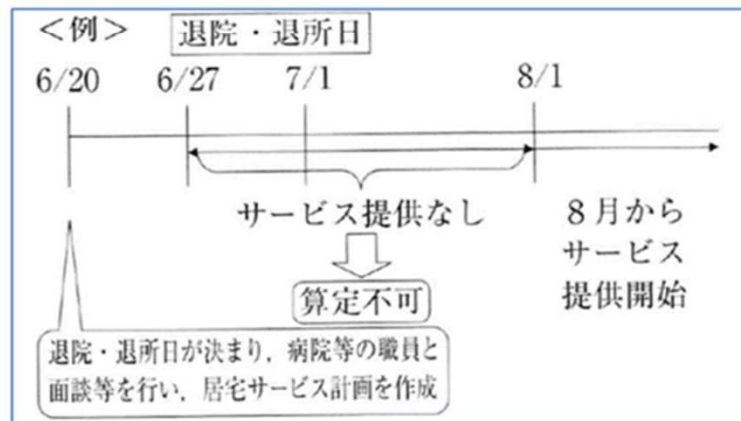 <例> 退院・退所日
6/20 6/27 7/1 8/1
サービス提供なし
8月から
サービス
提供開始
算定不可
退院・退所日が決まり，病院等の職員と
面談等を行い，居宅サービス計画を作成